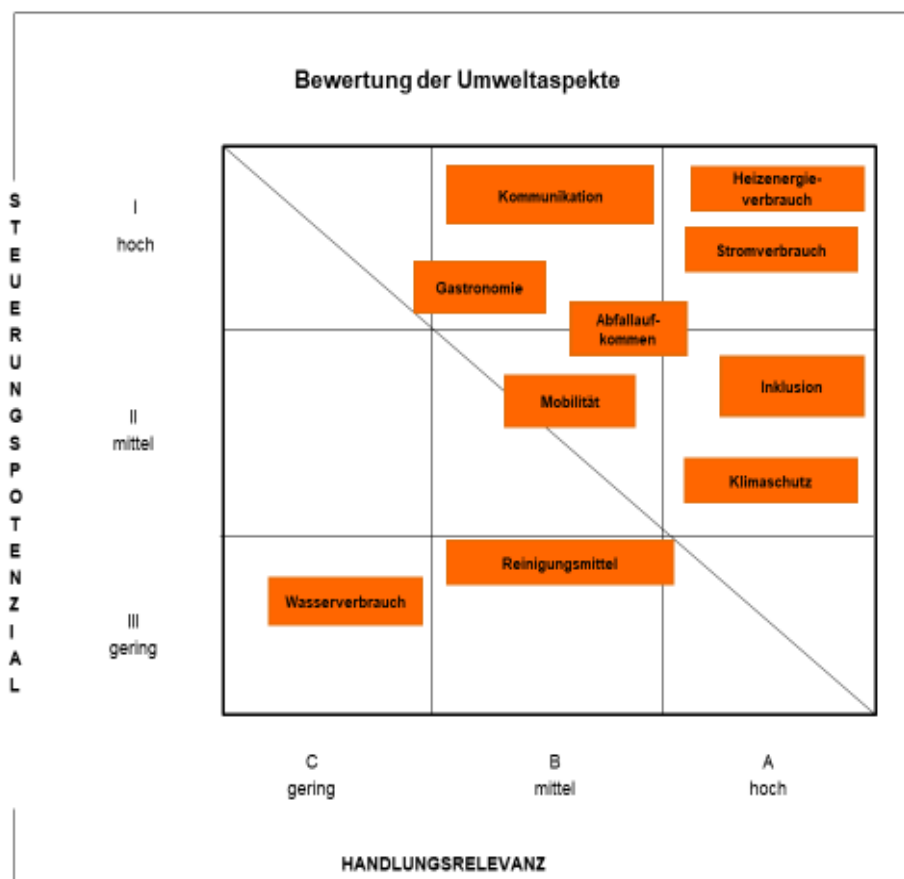 Bewertung der Umweltaspekte
STEUERUNGSPOTENZIAL
I
hoch
Kommunikation
Heizenergie-
verbrauch
Stromverbrauch
Gastronomie
Abfallauf-
kommen
II
mittel
Mobilität
Inklusion
Klimaschutz
III
gering
Reinigungsmittel
Wasserverbrauch
C
gering
B
mittel
A
hoch
HANDLUNGSRELEVANZ